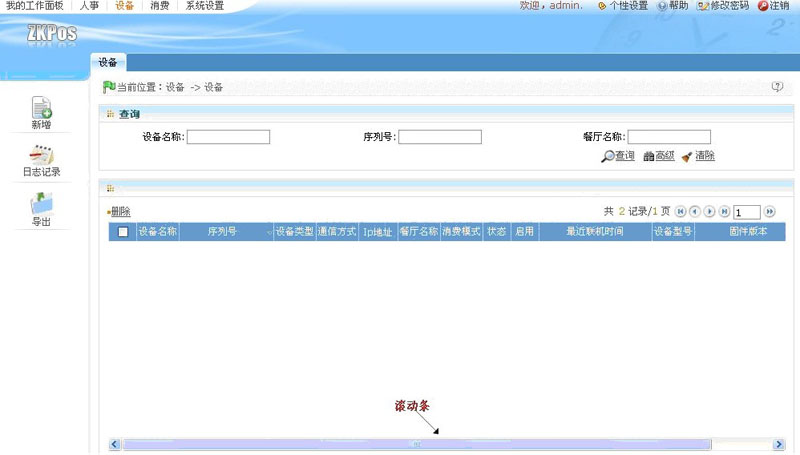 我的工作面板 人事 设备 消费 系统设置 欢迎，admin. 个性设置 帮助 修改密码 注销
ZKPos
设备
当前位置：设备 -> 设备
新增
日志记录
导出
查询
设备名称: 序列号: 餐厅名称:
查询 高级 清除
删除 共 2 记录/1 页 1
设备名称 序列号 设备类型 通信方式 Ip地址 餐厅名称 消费模式 状态 启用 最近联机时间 设备型号 固件版本
滚动条